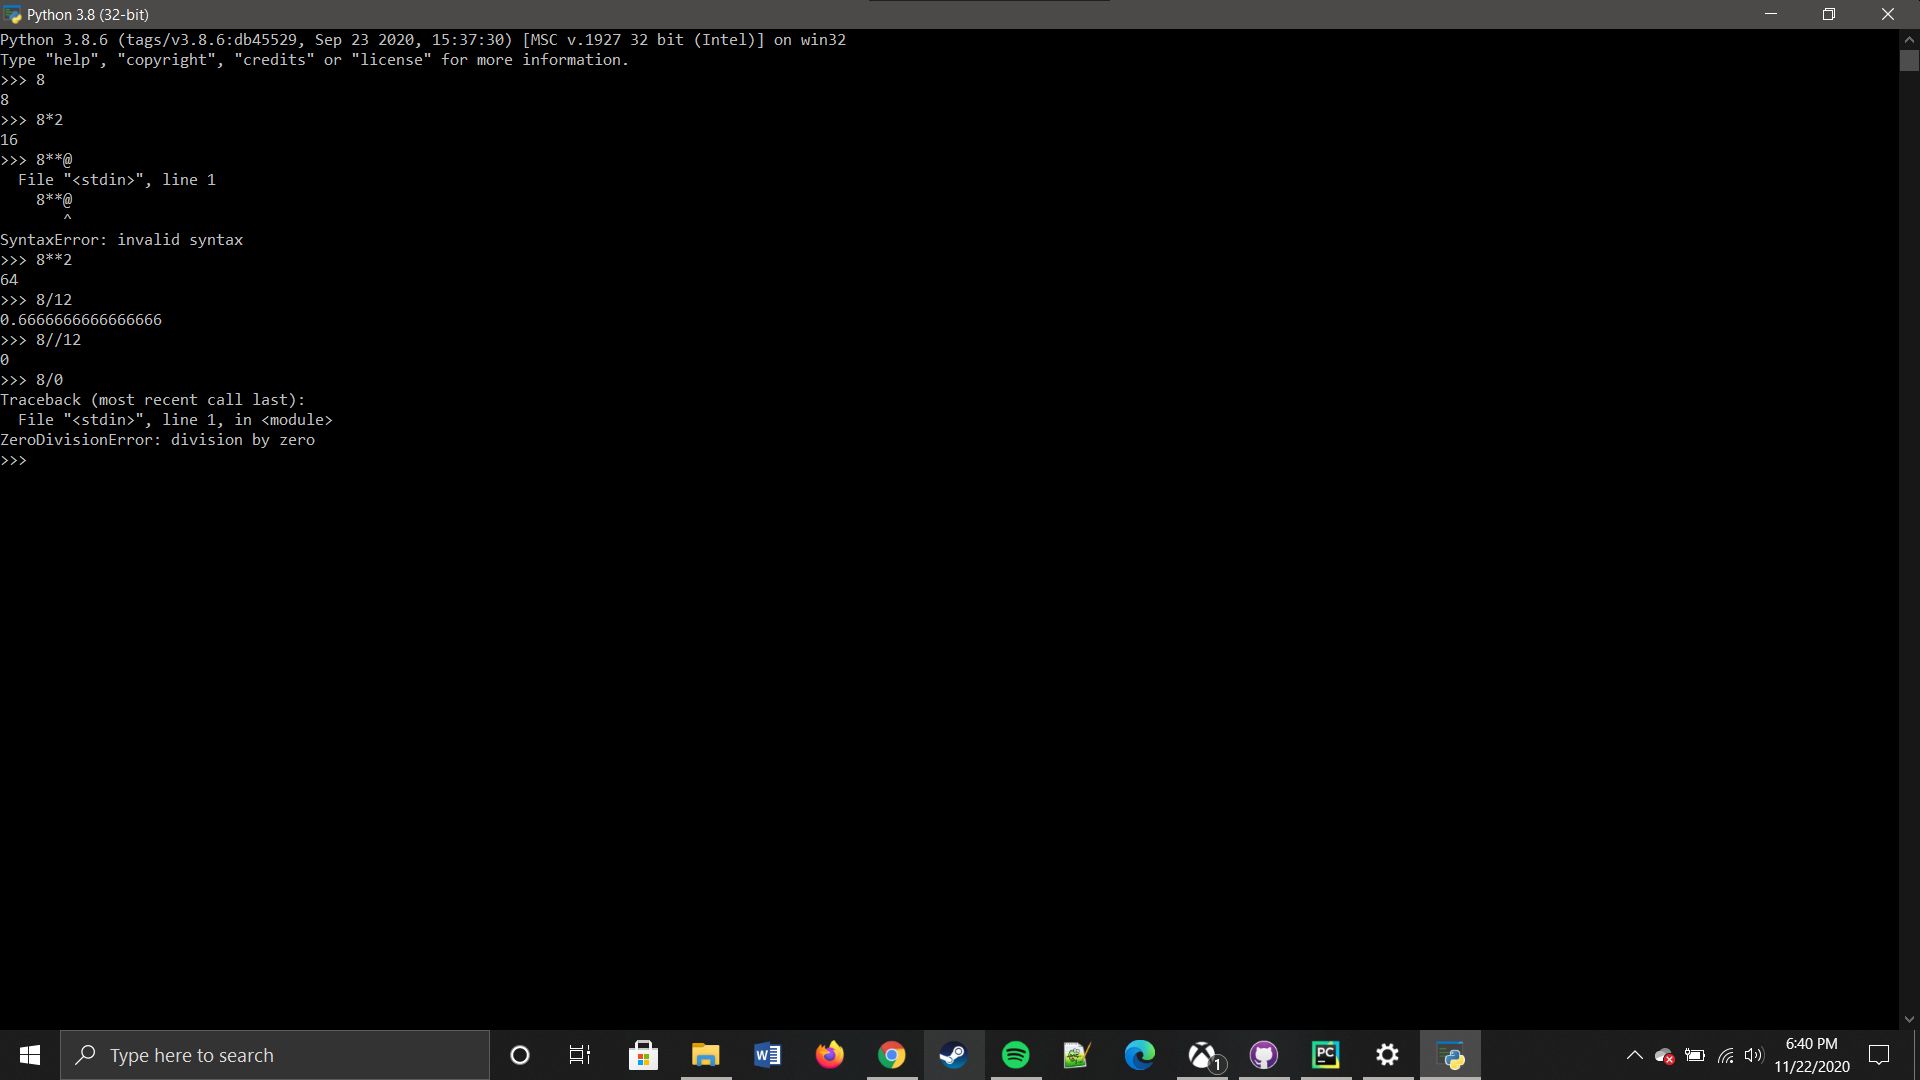 Python 3.8 (32-bit)
Python 3.8.6 (tags/v3.8.6:db45529, Sep 23 2020, 15:37:30) [MSC v.1927 32 bit (Intel)] on win32
Type "help", "copyright", "credits" or "license" for more information.
>>> 8
8
>>> 8*2
16
>>> 8**@
  File "<stdin>", line 1
    8**@
       ^
SyntaxError: invalid syntax
>>> 8**2
64
>>> 8/12
0.6666666666666666
>>> 8//12
0
>>> 8/0
Traceback (most recent call last):
  File "<stdin>", line 1, in <module>
ZeroDivisionError: division by zero
>>>
Type here to search
W
1
PC
6:40 PM
11/22/2020